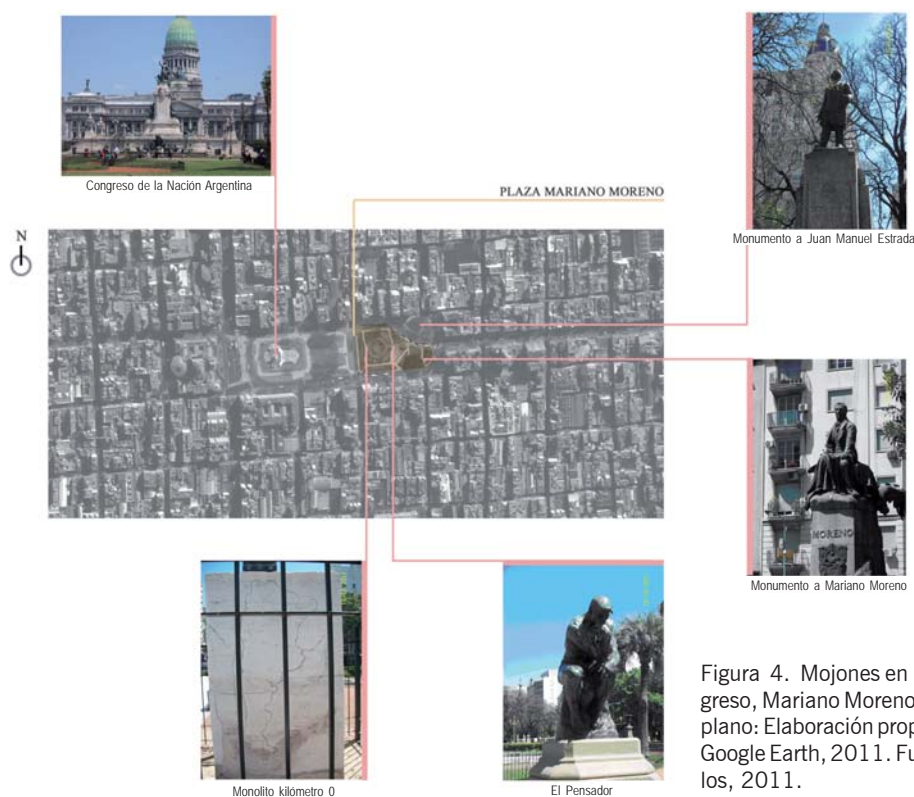 Congreso de la Nación Argentina
PLAZA MARIANO MORENO
N
Monumento a Juan Manuel Estrada
MORENO
Monumento a Mariano Moreno
Monolito kilómetro 0
El Pensador
Figura 4. Mojones en
greso, Mariano Moreno
plano: Elaboración prop
Google Earth, 2011. Fu
los, 2011.